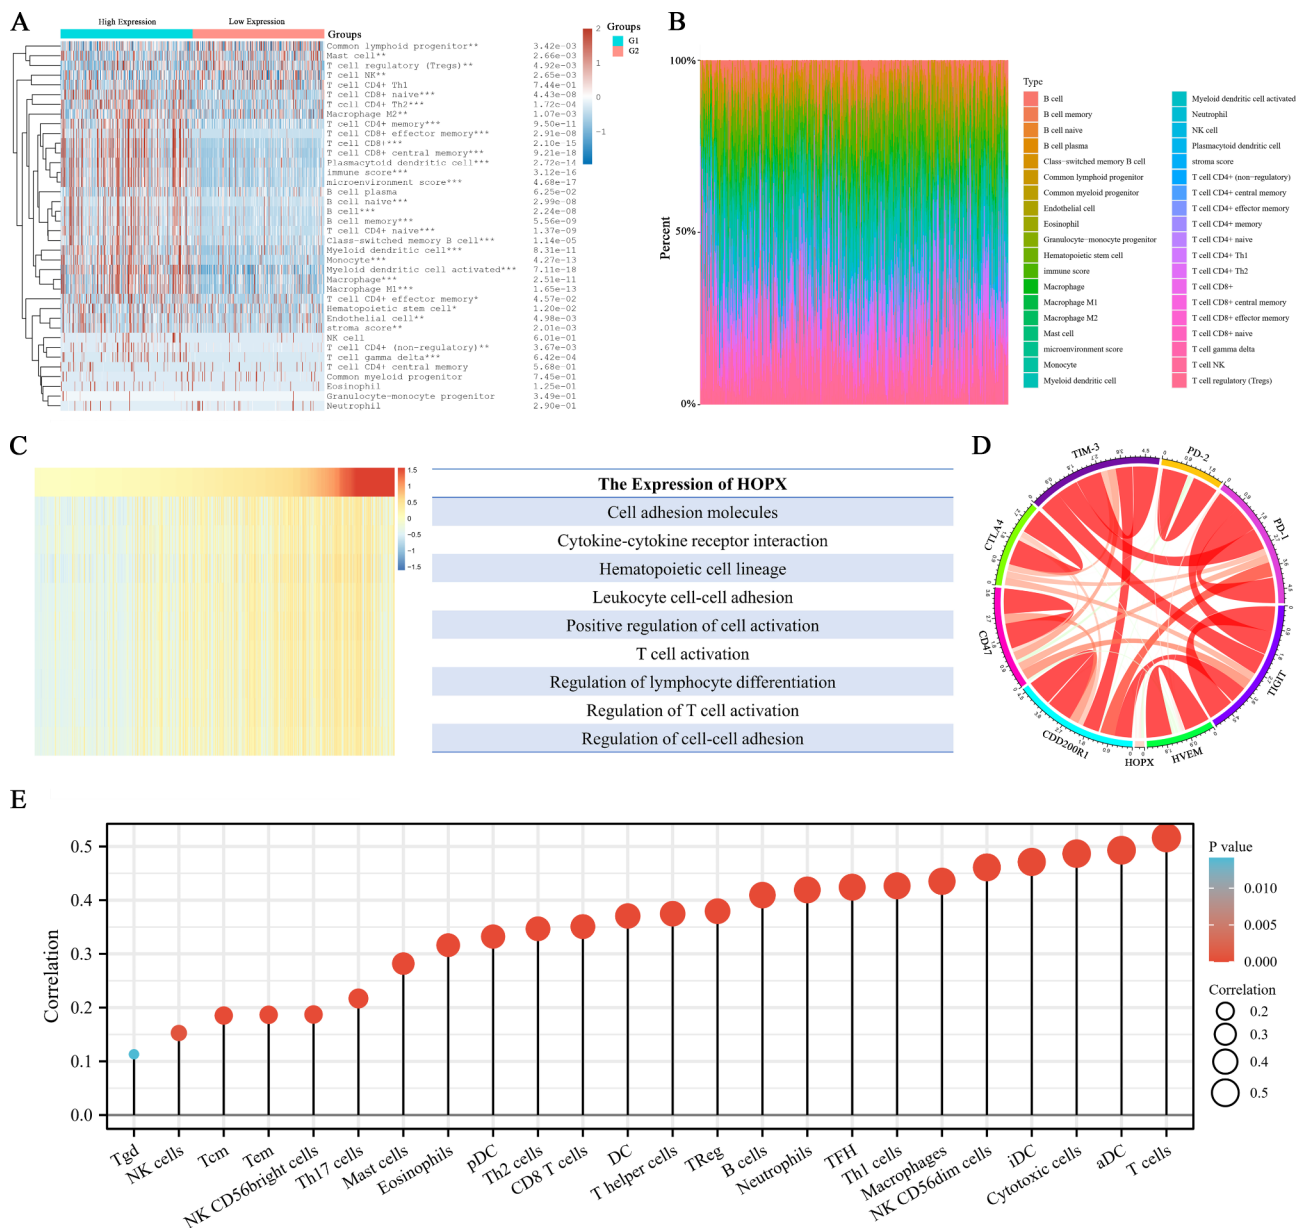 A
High Expression
Low Expression
Groups
Common lymphoid progenitor** 3.42e-03
Mast cell** 2.66e-03
T cell regulatory (Tregs)** 4.92e-03
T cell NK** 2.65e-03
T cell CD4+ Th1 7.44e-01
T cell CD8+ naive*** 4.43e-08
T cell CD4+ Th2*** 1.72e-04
Macrophage M2** 1.07e-03
T cell CD4+ memory*** 9.50e-11
T cell CD8+ effector memory*** 2.91e-08
T cell CD8+*** 2.10e-15
T cell CD8+ central memory*** 9.21e-18
Plasmacytoid dendritic cell*** 2.72e-14
immune score*** 3.12e-16
microenvironment score*** 4.68e-17
B cell plasma 6.25e-02
B cell naive*** 2.99e-08
B cell*** 2.24e-08
B cell memory*** 5.56e-09
T cell CD4+ naive*** 1.37e-09
Class-switched memory B cell*** 1.14e-05
Myeloid dendritic cell*** 8.31e-11
Monocyte*** 4.27e-13
Myeloid dendritic cell activated*** 7.11e-18
Macrophage*** 2.51e-11
Macrophage M1*** 1.65e-13
T cell CD4+ effector memory* 4.57e-02
Hematopoietic stem cell* 1.20e-02
Endothelial cell** 4.98e-03
stroma score** 2.01e-03
NK cell 6.01e-01
T cell CD4+ (non-regulatory)** 3.67e-03
T cell gamma delta*** 6.42e-04
T cell CD4+ central memory 5.68e-01
Common myeloid progenitor 7.45e-01
Eosinophil 1.25e-01
Granulocyte-monocyte progenitor 3.49e-01
Neutrophil 2.90e-01
2
1
0
−1
Groups
G1
G2
B
Percent
100%
50%
0%
Type
B cell
B cell memory
B cell naive
B cell plasma
Class−switched memory B cell
Common lymphoid progenitor
Common myeloid progenitor
Endothelial cell
Eosinophil
Granulocyte−monocyte progenitor
Hematopoietic stem cell
immune score
Macrophage
Macrophage M1
Macrophage M2
Mast cell
microenvironment score
Monocyte
Myeloid dendritic cell
Myeloid dendritic cell activated
Neutrophil
NK cell
Plasmacytoid dendritic cell
stroma score
T cell CD4+ (non−regulatory)
T cell CD4+ central memory
T cell CD4+ effector memory
T cell CD4+ memory
T cell CD4+ naive
T cell CD4+ Th1
T cell CD4+ Th2
T cell CD8+
T cell CD8+ central memory
T cell CD8+ effector memory
T cell CD8+ naive
T cell gamma delta
T cell NK
T cell regulatory (Tregs)
C
1.5
1
0.5
0
−0.5
−1
−1.5
The Expression of HOPX
Cell adhesion molecules
Cytokine-cytokine receptor interaction
Hematopoietic cell lineage
Leukocyte cell-cell adhesion
Positive regulation of cell activation
T cell activation
Regulation of lymphocyte differentiation
Regulation of T cell activation
Regulation of cell-cell adhesion
D
TIM-3
PD-2
PD-1
TIGIT
HVEM
HOPX
CDD200R1
CD47
CTLA4
E
Correlation
0.5
0.4
0.3
0.2
0.1
0.0
Tgd
NK cells
Tcm
Tem
NK CD56bright cells
Th17 cells
Mast cells
Eosinophils
pDC
Th2 cells
CD8 T cells
DC
T helper cells
TReg
B cells
Neutrophils
TFH
Th1 cells
Macrophages
NK CD56dim cells
iDC
Cytotoxic cells
aDC
T cells
P value
0.010
0.005
0.000
Correlation
0.2
0.3
0.4
0.5